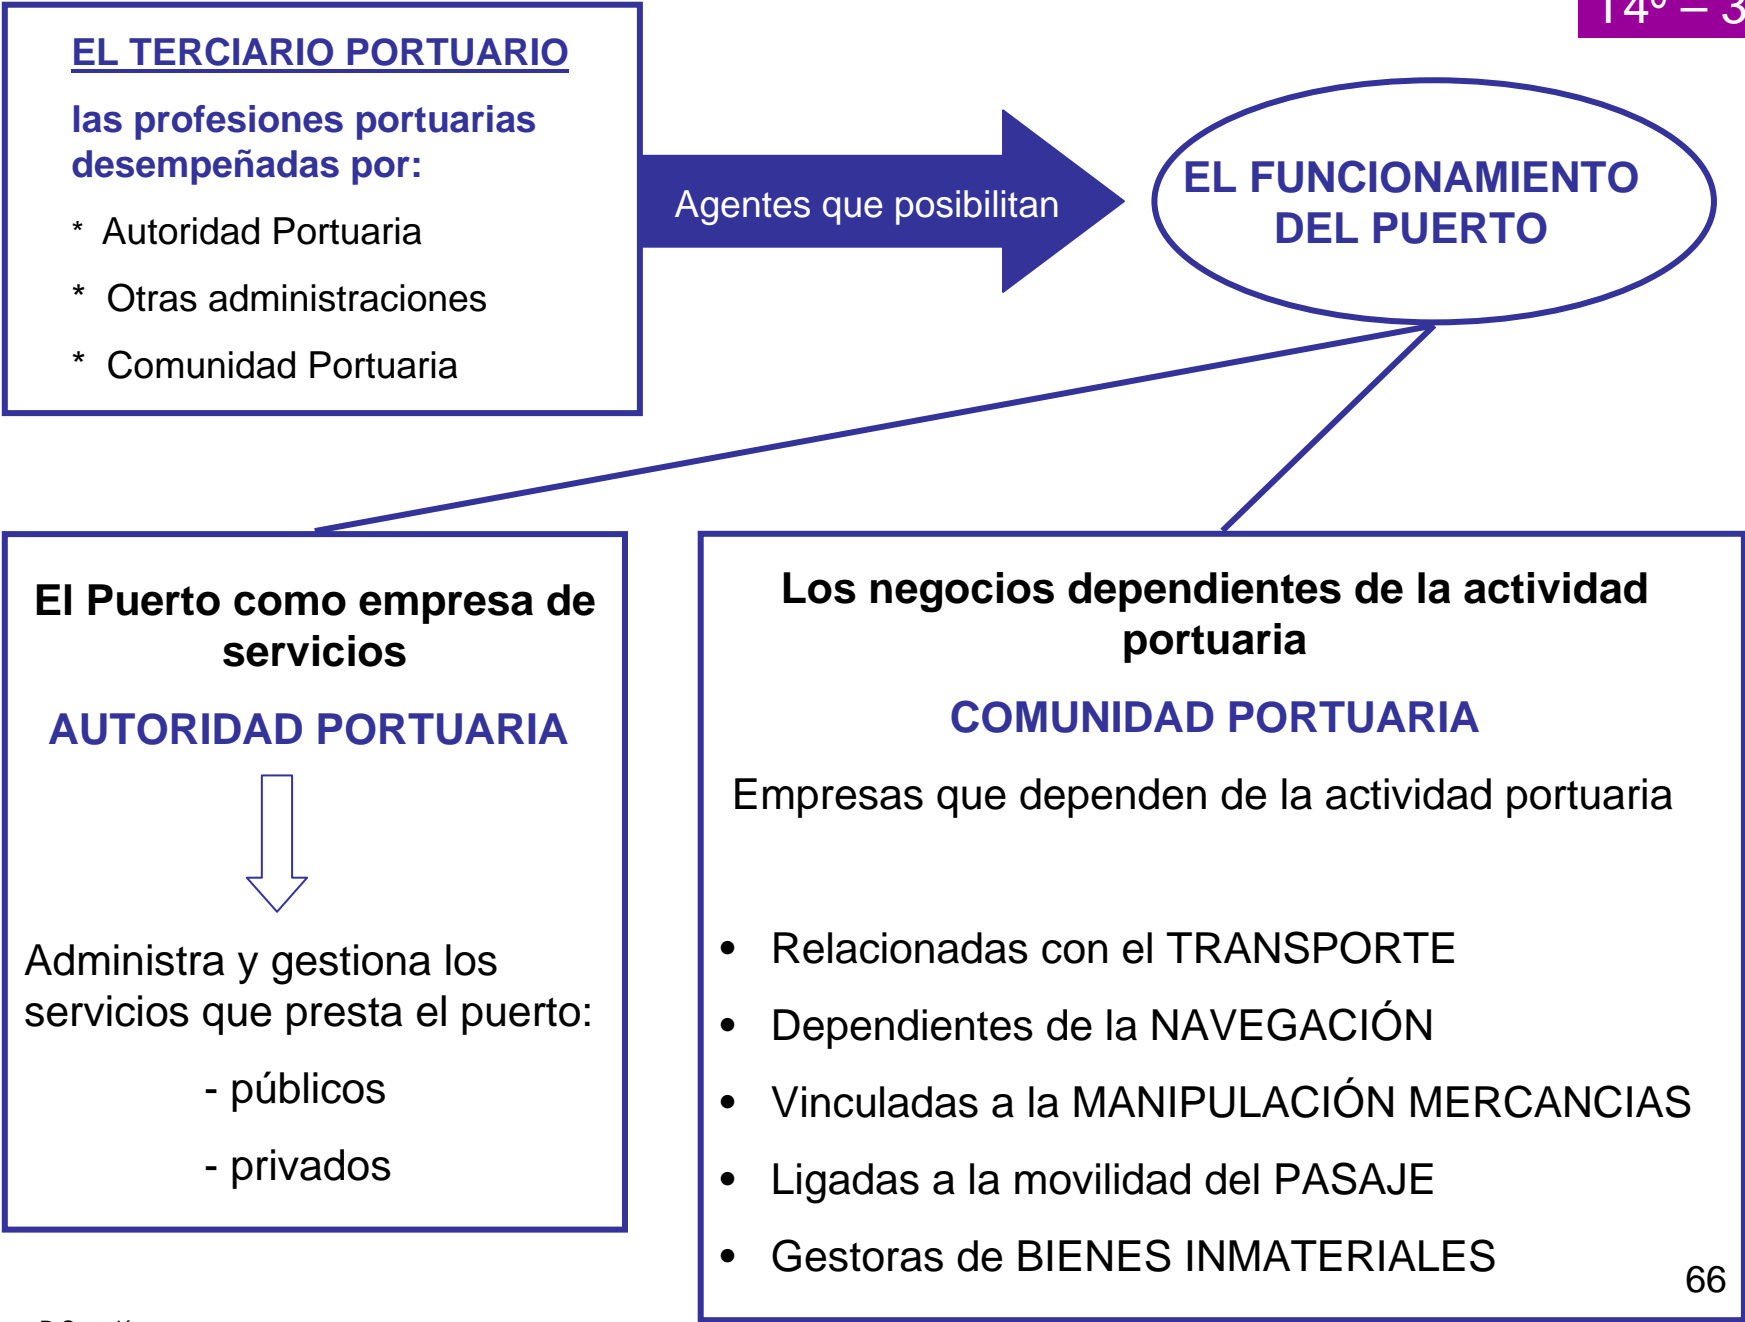 T4º – 3
EL TERCIARIO PORTUARIO
las profesiones portuarias
desempeñadas por:
* Autoridad Portuaria
* Otras administraciones
* Comunidad Portuaria
Agentes que posibilitan
EL FUNCIONAMIENTO
DEL PUERTO
El Puerto como empresa de
servicios
AUTORIDAD PORTUARIA
Administra y gestiona los
servicios que presta el puerto:
- públicos
- privados
Los negocios dependientes de la actividad
portuaria
COMUNIDAD PORTUARIA
Empresas que dependen de la actividad portuaria
• Relacionadas con el TRANSPORTE
• Dependientes de la NAVEGACIÓN
• Vinculadas a la MANIPULACIÓN MERCANCIAS
• Ligadas a la movilidad del PASAJE
• Gestoras de BIENES INMATERIALES
66